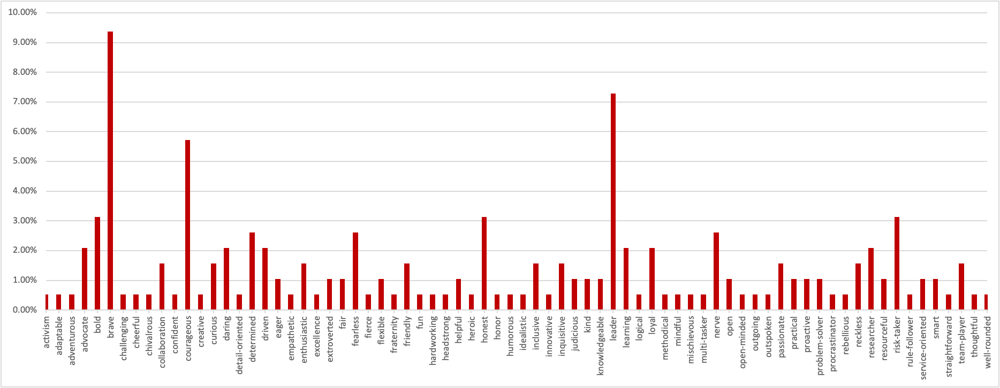 10.00%
9.00%
8.00%
7.00%
6.00%
5.00%
4.00%
3.00%
2.00%
1.00%
0.00%
activism
adaptable
adventurous
advocate
bold
brave
challenging
cheerful
chivalrous
collaboration
confident
courageous
creative
curious
daring
detail-oriented
determined
driven
eager
empathetic
enthusiastic
excellence
extroverted
fair
fearless
fierce
flexible
fraternity
friendly
fun
hardworking
headstrong
helpful
heroic
honest
honor
humorous
idealistic
inclusive
innovative
inquisitive
judicious
kind
knowledgeable
leader
learning
logical
loyal
methodical
mindful
mischievous
multi-tasker
nerve
open
open-minded
outgoing
outspoken
passionate
practical
proactive
problem-solver
procrastinator
rebellious
reckless
researcher
resourceful
risk-taker
rule-follower
service-oriented
smart
straightforward
team-player
thoughtful
well-rounded